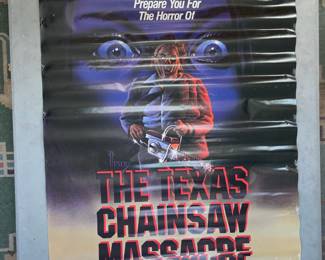 Prepare You For
The Horror Of
THE TEXAS
CHAINSAW
MASSACRE